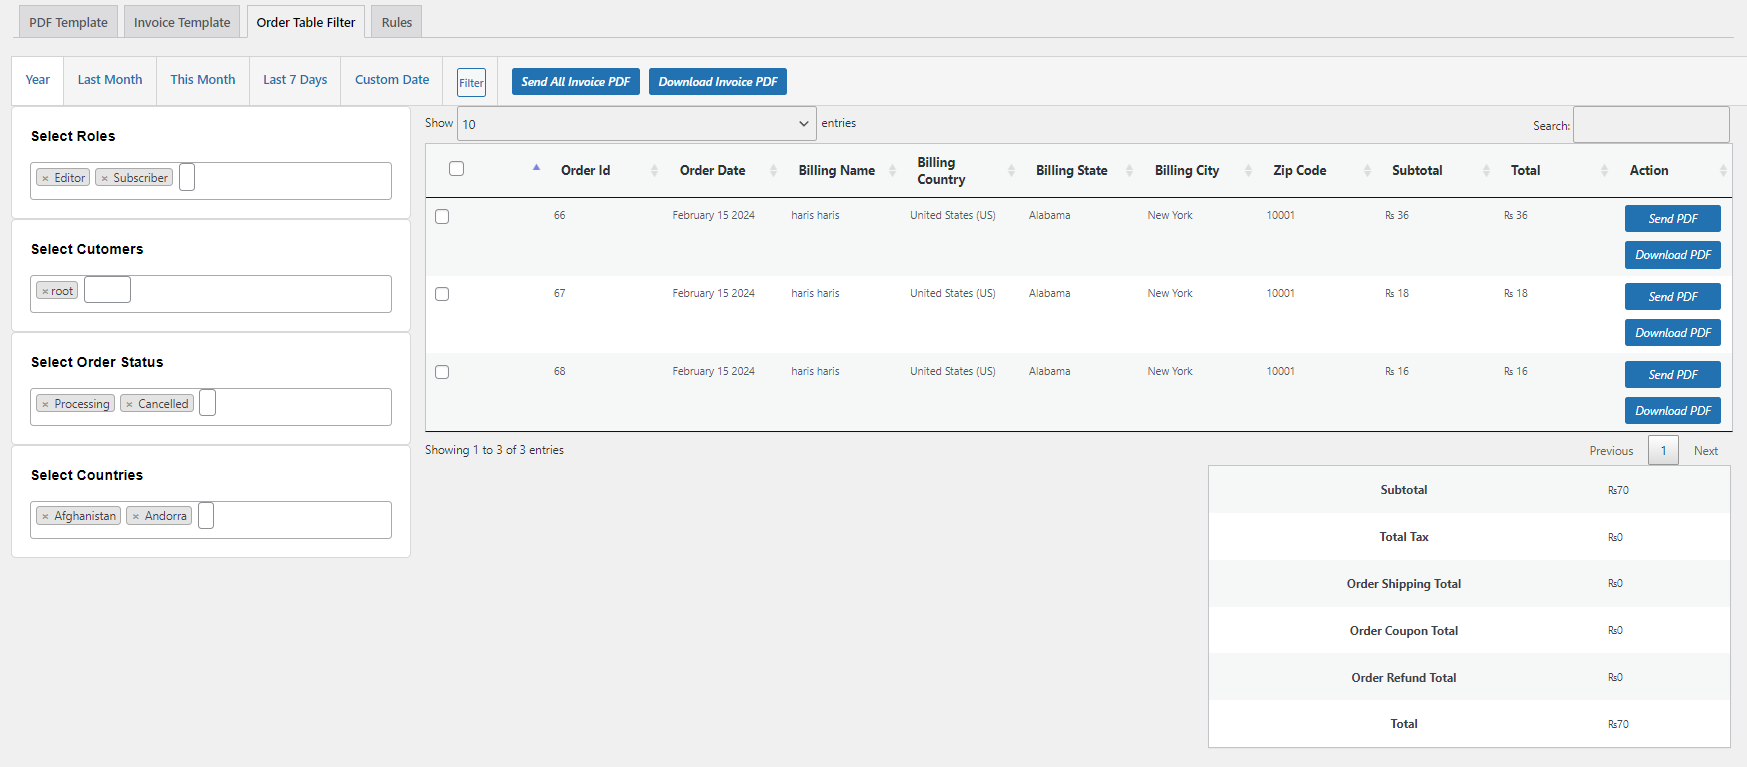 PDF Template Invoice Template Order Table Filter Rules
Year Last Month This Month Last 7 Days Custom Date Filter Send All Invoice PDF Download Invoice PDF
Select Roles
× Editor × Subscriber
Select Cutomers
× root
Select Order Status
× Processing × Cancelled
Select Countries
× Afghanistan × Andorra
Show 10 entries Search:
Order Id Order Date Billing Name Billing Country Billing State Billing City Zip Code Subtotal Total Action
66 February 15 2024 haris haris United States (US) Alabama New York 10001 ₨ 36 ₨ 36 Send PDF
Download PDF
67 February 15 2024 haris haris United States (US) Alabama New York 10001 ₨ 18 ₨ 18 Send PDF
Download PDF
68 February 15 2024 haris haris United States (US) Alabama New York 10001 ₨ 16 ₨ 16 Send PDF
Download PDF
Showing 1 to 3 of 3 entries Previous 1 Next
Subtotal ₨70
Total Tax ₨0
Order Shipping Total ₨0
Order Coupon Total ₨0
Order Refund Total ₨0
Total ₨70